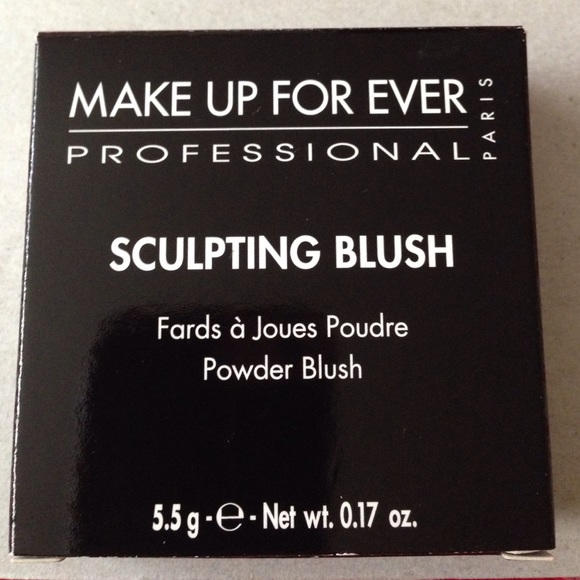 MAKE UP FOR EVER
PARIS
PROFESSIONAL
SCULPTING BLUSH
Fards à Joues Poudre
Powder Blush
5.5 g - ℮ - Net wt. 0.17 oz.